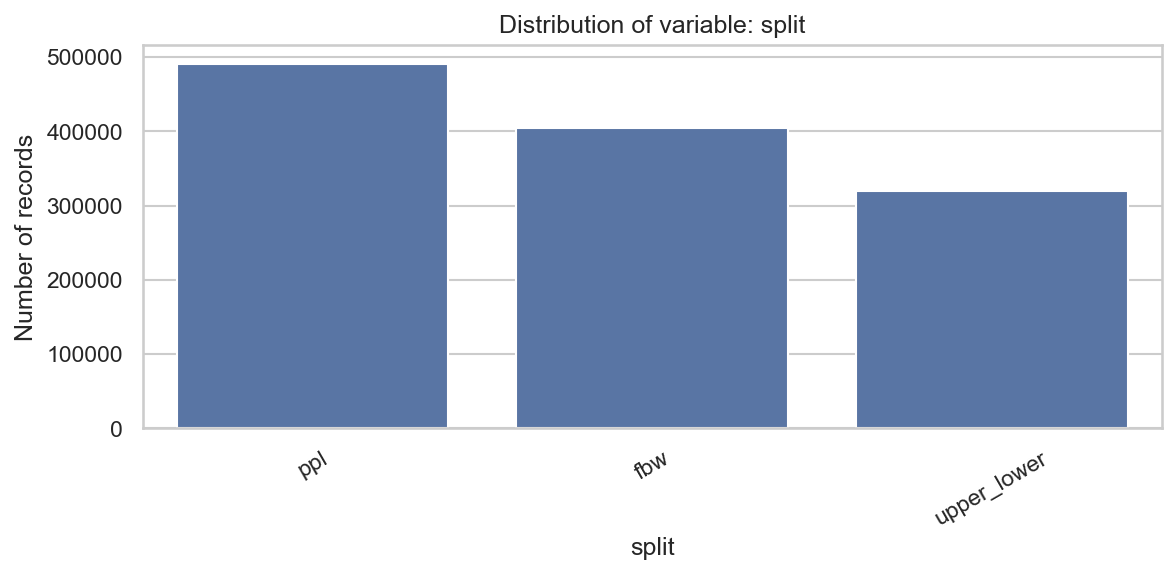 Distribution of variable: split
Number of records
500000
400000
300000
200000
100000
0
ppl
fbw
upper_lower
split